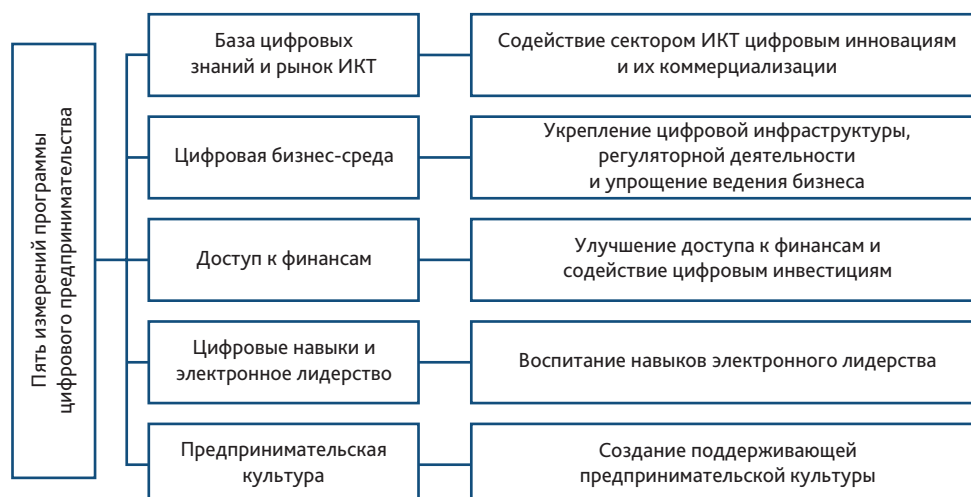 Пять измерений программы
цифрового предпринимательства
База цифровых
знаний и рынок ИКТ
Содействие сектором ИКТ цифровым инновациям
и их коммерциализации
Цифровая бизнес-среда
Укрепление цифровой инфраструктуры,
регуляторной деятельности
и упрощение ведения бизнеса
Доступ к финансам
Улучшение доступа к финансам и
содействие цифровым инвестициям
Цифровые навыки и
электронное лидерство
Воспитание навыков электронного лидерства
Предпринимательская
культура
Создание поддерживающей
предпринимательской культуры